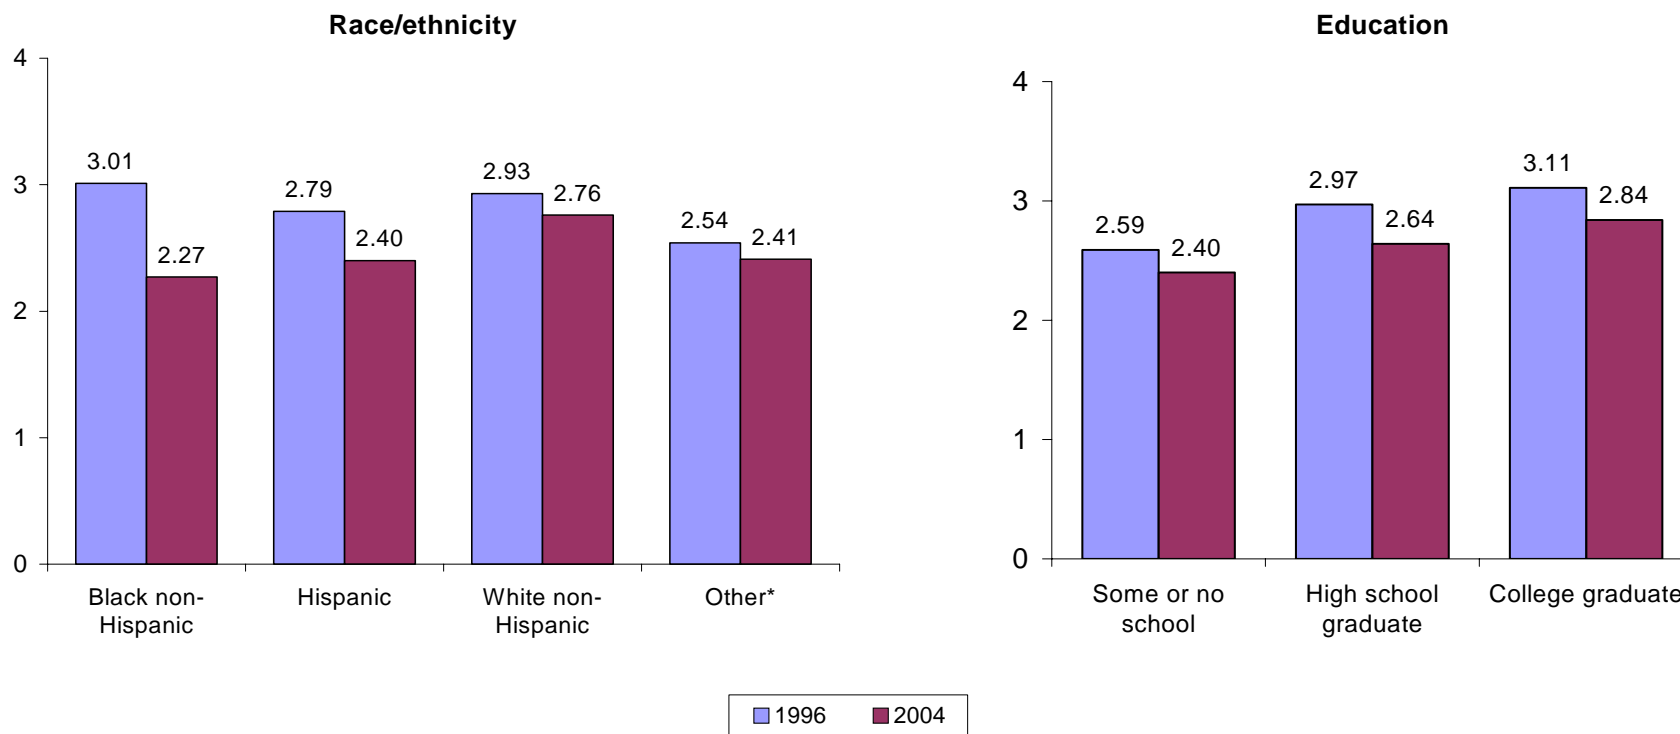 Race/ethnicity
4
3
2
1
0
3.01
2.27
2.79
2.40
2.93
2.76
2.54
2.41
Black non-
Hispanic
Hispanic
White non-
Hispanic
Other*
Education
4
3
2
1
0
2.59
2.40
2.97
2.64
3.11
2.84
Some or no
school
High school
graduate
College graduate
1996 2004